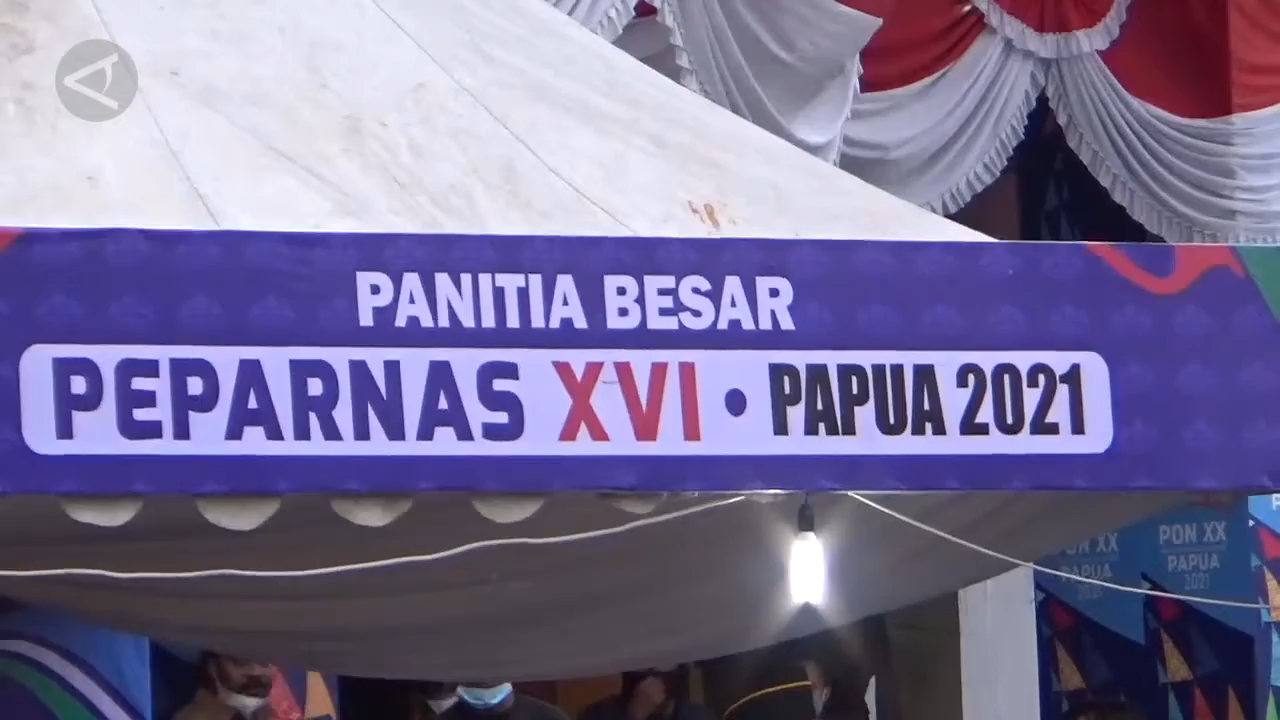 PANITIA BESAR
PEPARNAS XVI • PAPUA 2021
PON XX
PAPUA
2021
PON XX
PAPUA
2021